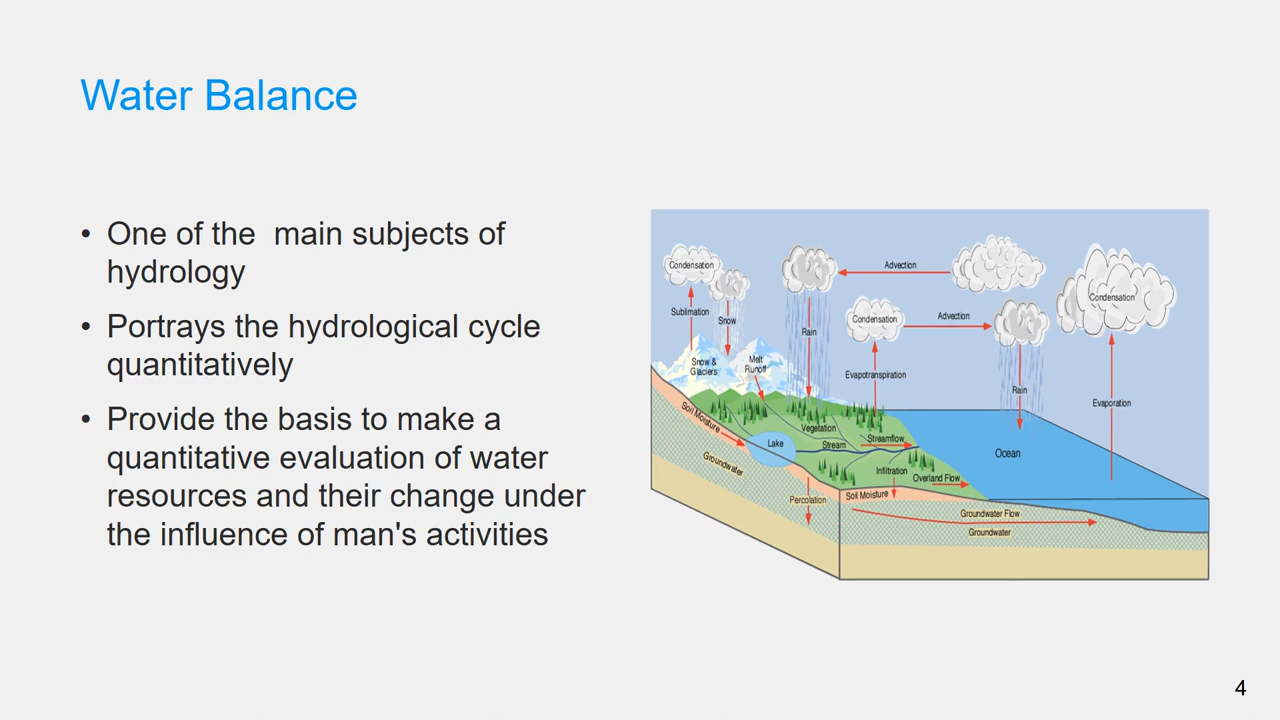 Water Balance
• One of the  main subjects of
hydrology
• Portrays the hydrological cycle
quantitatively
• Provide the basis to make a
quantitative evaluation of water
resources and their change under
the influence of man's activities
Condensation
Advection
Condensation
Sublimation
Snow
Rain
Condensation
Advection
Snow &
Glaciers
Melt
Runoff
Evapotranspiration
Rain
Evaporation
Soil Moisture
Vegetation
Lake
Stream
Streamflow
Ocean
Groundwater
Infiltration
Overland Flow
Percolation
Soil Moisture
Groundwater Flow
Groundwater
4